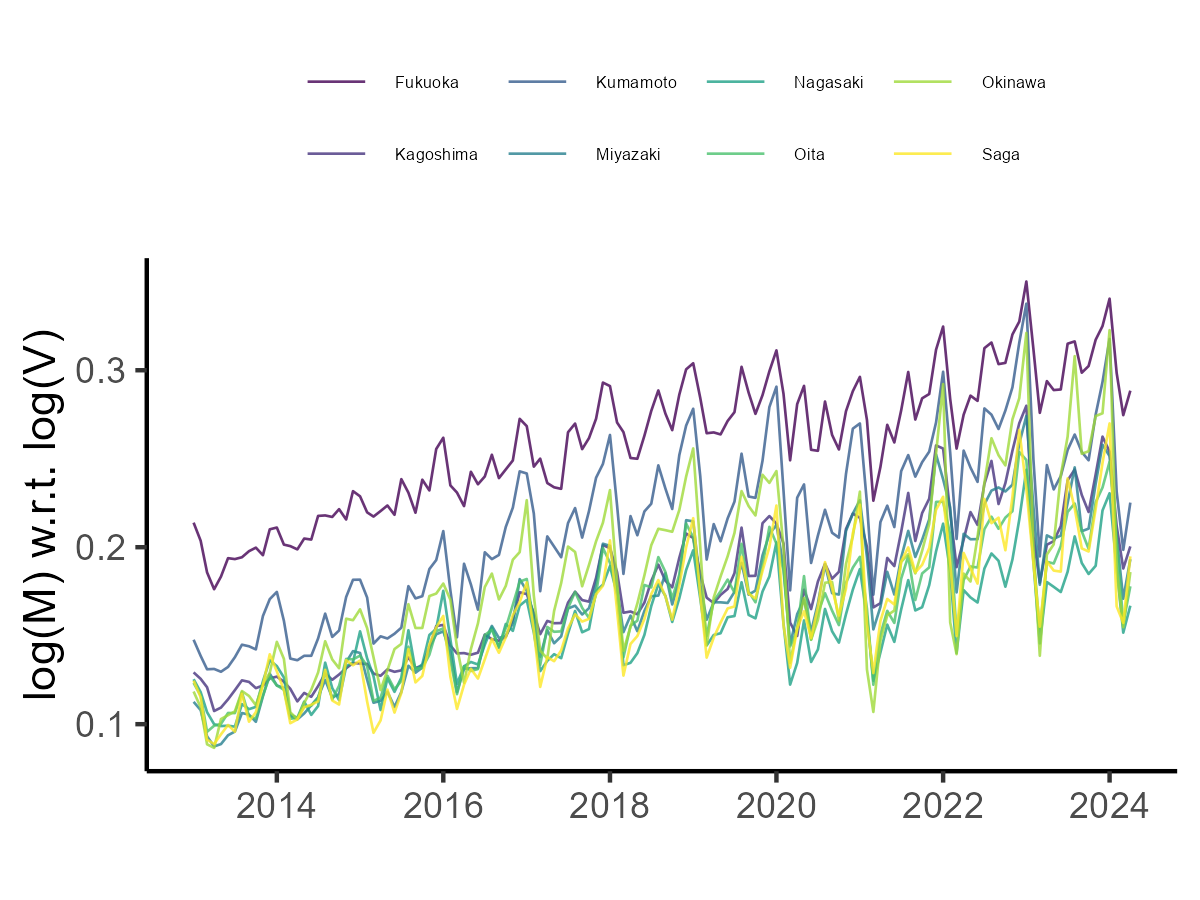 Fukuoka Kumamoto Nagasaki Okinawa
Kagoshima Miyazaki Oita Saga
log(M) w.r.t. log(V)
0.3
0.2
0.1
2014 2016 2018 2020 2022 2024